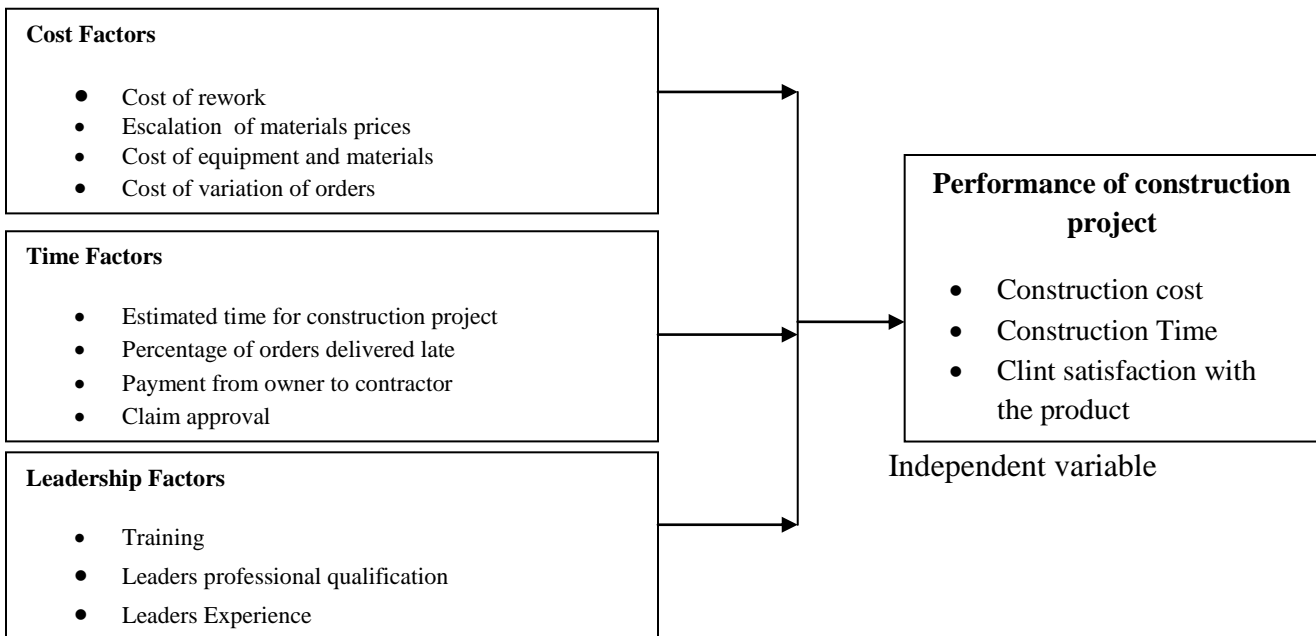 Cost Factors
● Cost of rework
• Escalation of materials prices
• Cost of equipment and materials
● Cost of variation of orders
Time Factors
• Estimated time for construction project
• Percentage of orders delivered late
• Payment from owner to contractor
• Claim approval
Leadership Factors
• Training
● Leaders professional qualification
● Leaders Experience
Performance of construction
project
• Construction cost
• Construction Time
• Clint satisfaction with
the product
Independent variable